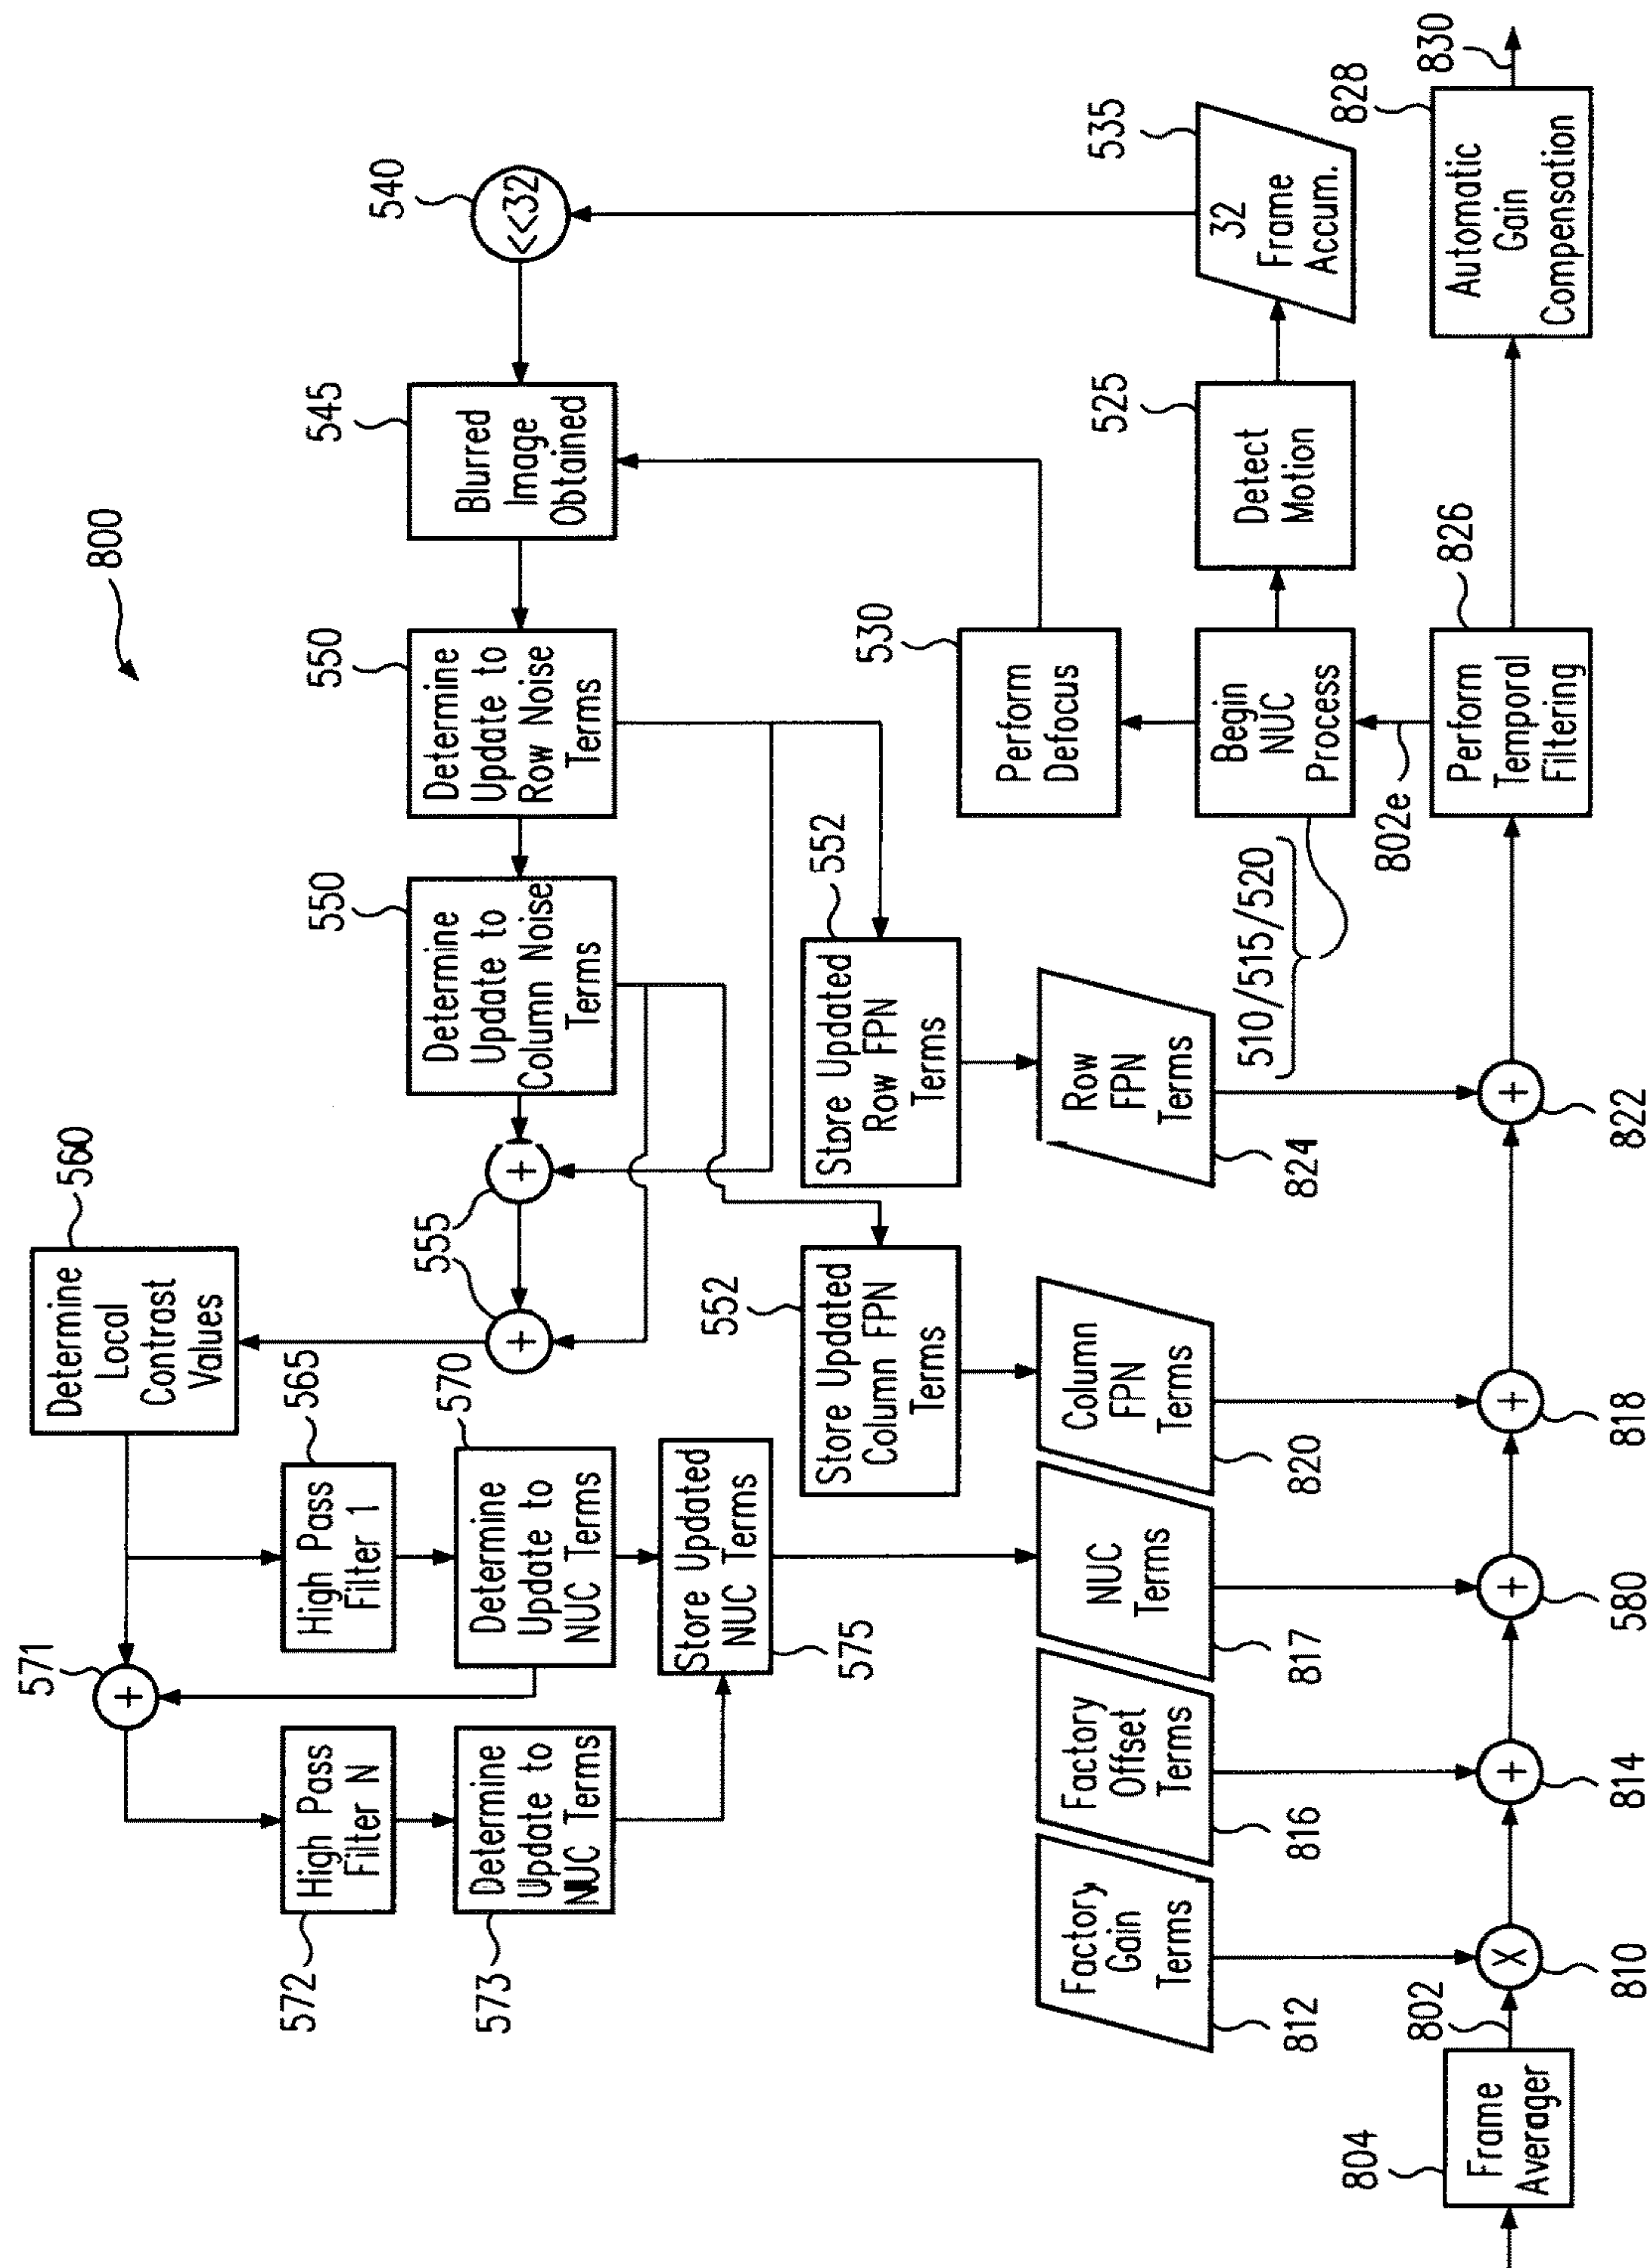 800
560
Determine
Local
Contrast
Values
571
High Pass
Filter 1
565
Determine
Update to
NUC Terms
570
High Pass
Filter N
572
Determine
Update to
NUC Terms
573
Store Updated
NUC Terms
575
555
Determine
Update to
Column Noise
Terms
550
Determine
Update to
Row Noise
Terms
550
Blurred
Image
Obtained
545
<<32
540
Store Updated
Column FPN
Terms
552
Store Updated
Row FPN
Terms
552
Perform
Defocus
530
Begin
NUC
Process
510/515/520
Detect
Motion
525
32
Frame
Accum.
535
Factory
Gain
Terms
812
Factory
Offset
Terms
816
NUC
Terms
817
Column
FPN
Terms
820
Row
FPN
Terms
824
802e
Frame
Averager
804
802
810
X
814
+
580
+
818
+
822
+
Perform
Temporal
Filtering
826
Automatic
Gain
Compensation
828
830
+
+
+